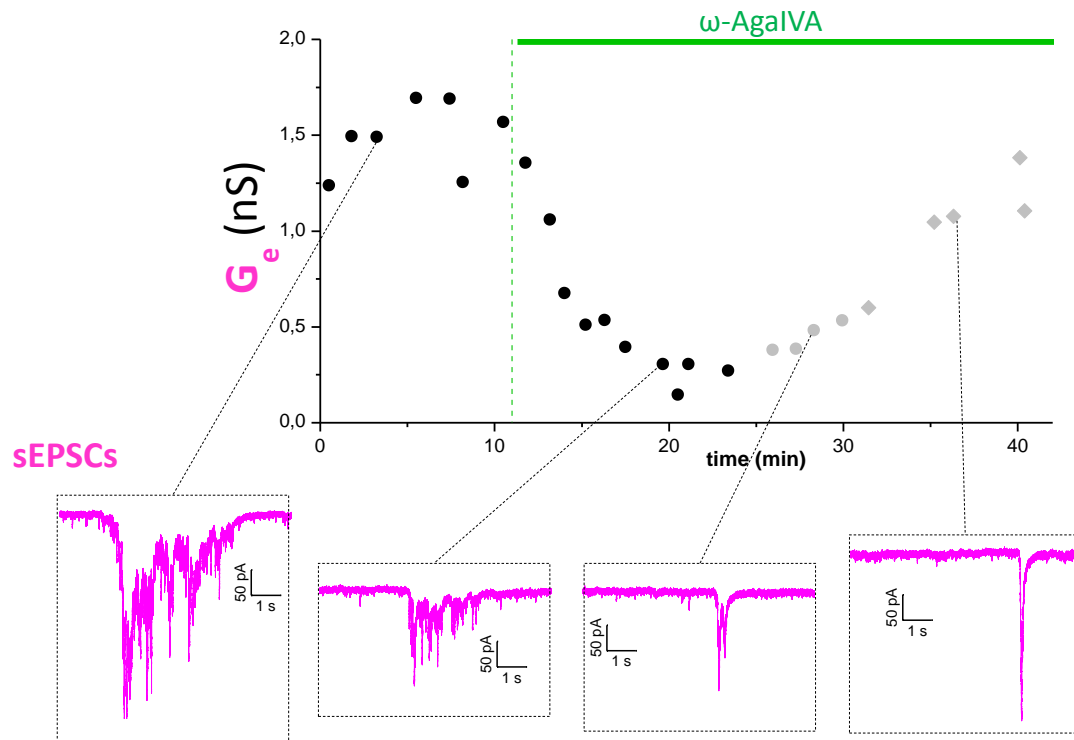 ω-AgaIVA
2,0
1,5
1,0
0,5
0,0
G e (nS)
0
10
20
30
40
time (min)
sEPSCs
50 pA
1 s
50 pA
1 s
50 pA
1 s
50 pA
1 s